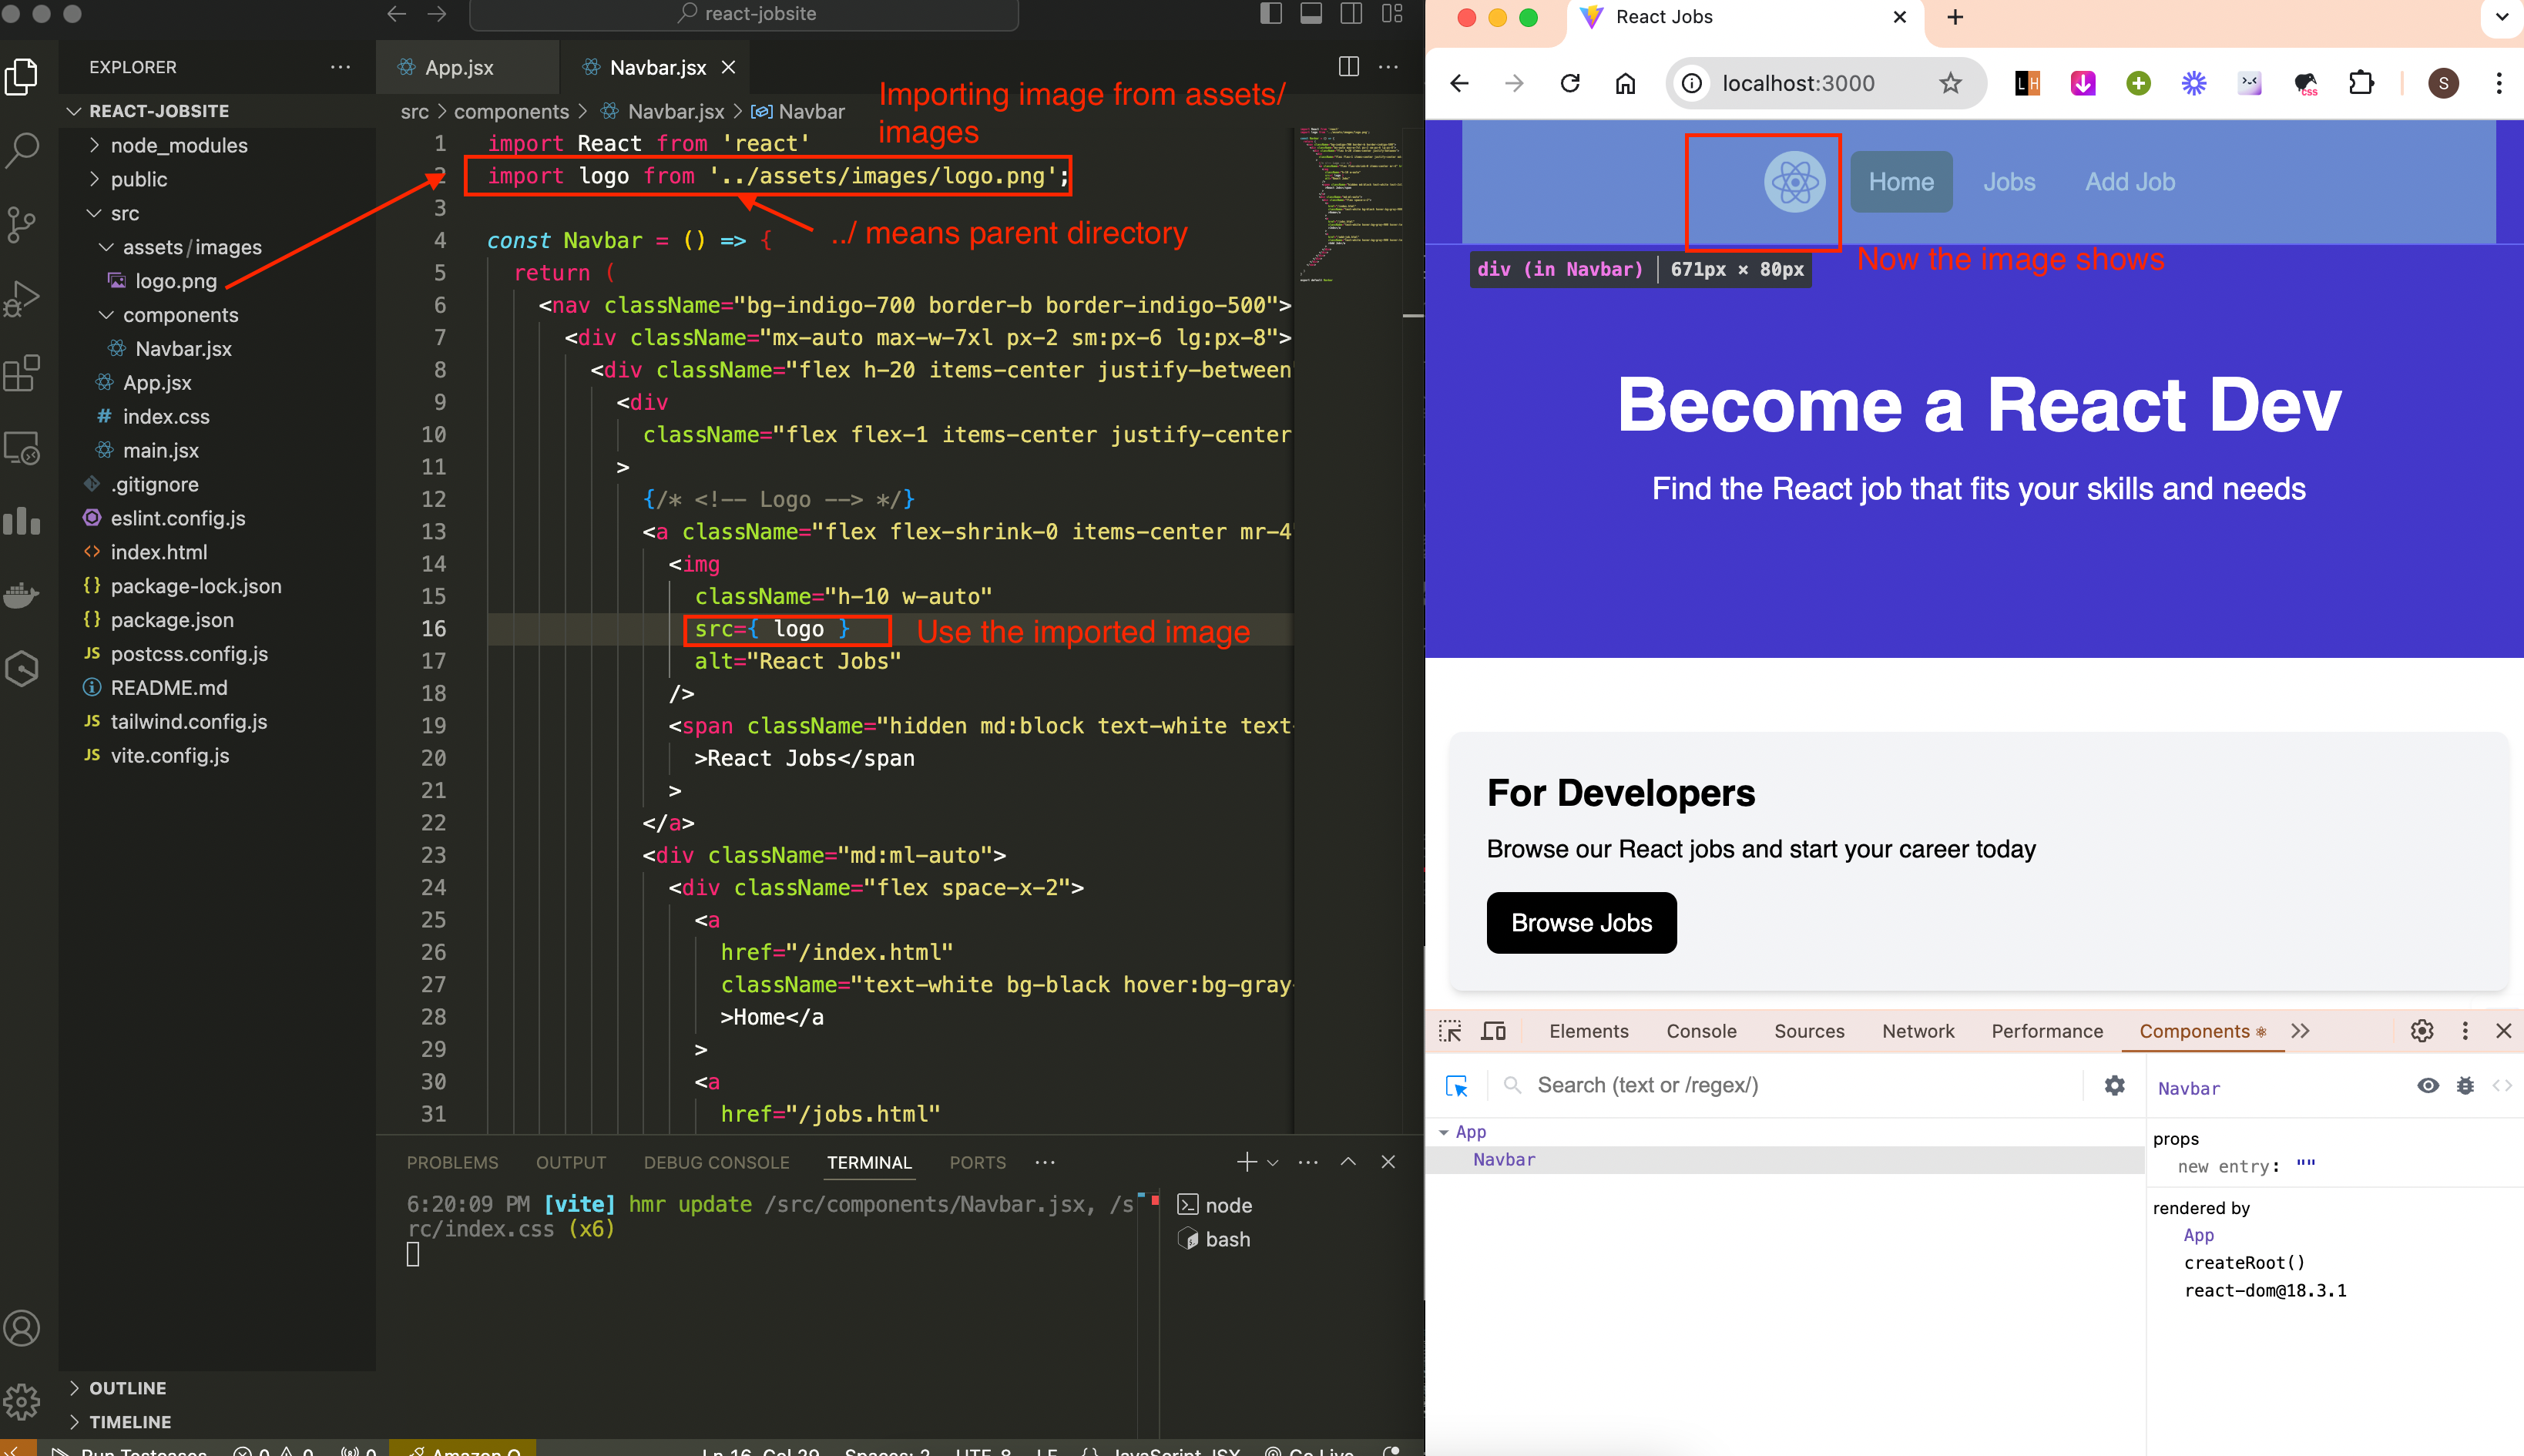 react-jobsite
EXPLORER
REACT-JOBSITE
node_modules
public
src
assets/images
logo.png
components
Navbar.jsx
App.jsx
index.css
main.jsx
.gitignore
eslint.config.js
index.html
package-lock.json
package.json
postcss.config.js
README.md
tailwind.config.js
vite.config.js
OUTLINE
TIMELINE
App.jsx
Navbar.jsx
src > components > Navbar.jsx > Navbar
Importing image from assets/
images
1 import React from 'react'
2 import logo from '../assets/images/logo.png';
3
../ means parent directory
4 const Navbar = () => {
5 return (
6 <nav className="bg-indigo-700 border-b border-indigo-500">
7 <div className="mx-auto max-w-7xl px-2 sm:px-6 lg:px-8">
8 <div className="flex h-20 items-center justify-between"
9 <div
10 className="flex flex-1 items-center justify-center
11 >
12 {/* <!-- Logo --> */}
13 <a className="flex flex-shrink-0 items-center mr-4"
14 <img
15 className="h-10 w-auto"
16 src={ logo }
Use the imported image
17 alt="React Jobs"
18 />
19 <span className="hidden md:block text-white text-
20 >React Jobs</span
21 >
22 </a>
23 <div className="md:ml-auto">
24 <div className="flex space-x-2">
25 <a
26 href="/index.html"
27 className="text-white bg-black hover:bg-gray-
28 >Home</a
29 >
30 <a
31 href="/jobs.html"
PROBLEMS OUTPUT DEBUG CONSOLE TERMINAL PORTS
6:20:09 PM [vite] hmr update /src/components/Navbar.jsx, /s
rc/index.css (x6)
node
bash
React Jobs
localhost:3000
LH
css
S
Home
Jobs
Add Job
div (in Navbar) | 671px × 80px
Now the image shows
Become a React Dev
Find the React job that fits your skills and needs
For Developers
Browse our React jobs and start your career today
Browse Jobs
Elements Console Sources Network Performance Components
Search (text or /regex/)
App
Navbar
Navbar
props
new entry: ""
rendered by
App
createRoot()
react-dom@18.3.1
Run Testcases 0 0 0 Amazon Q Ln 16, Col 29 Spaces: 2 UTF-8 LF {} JavaScript JSX Go Live